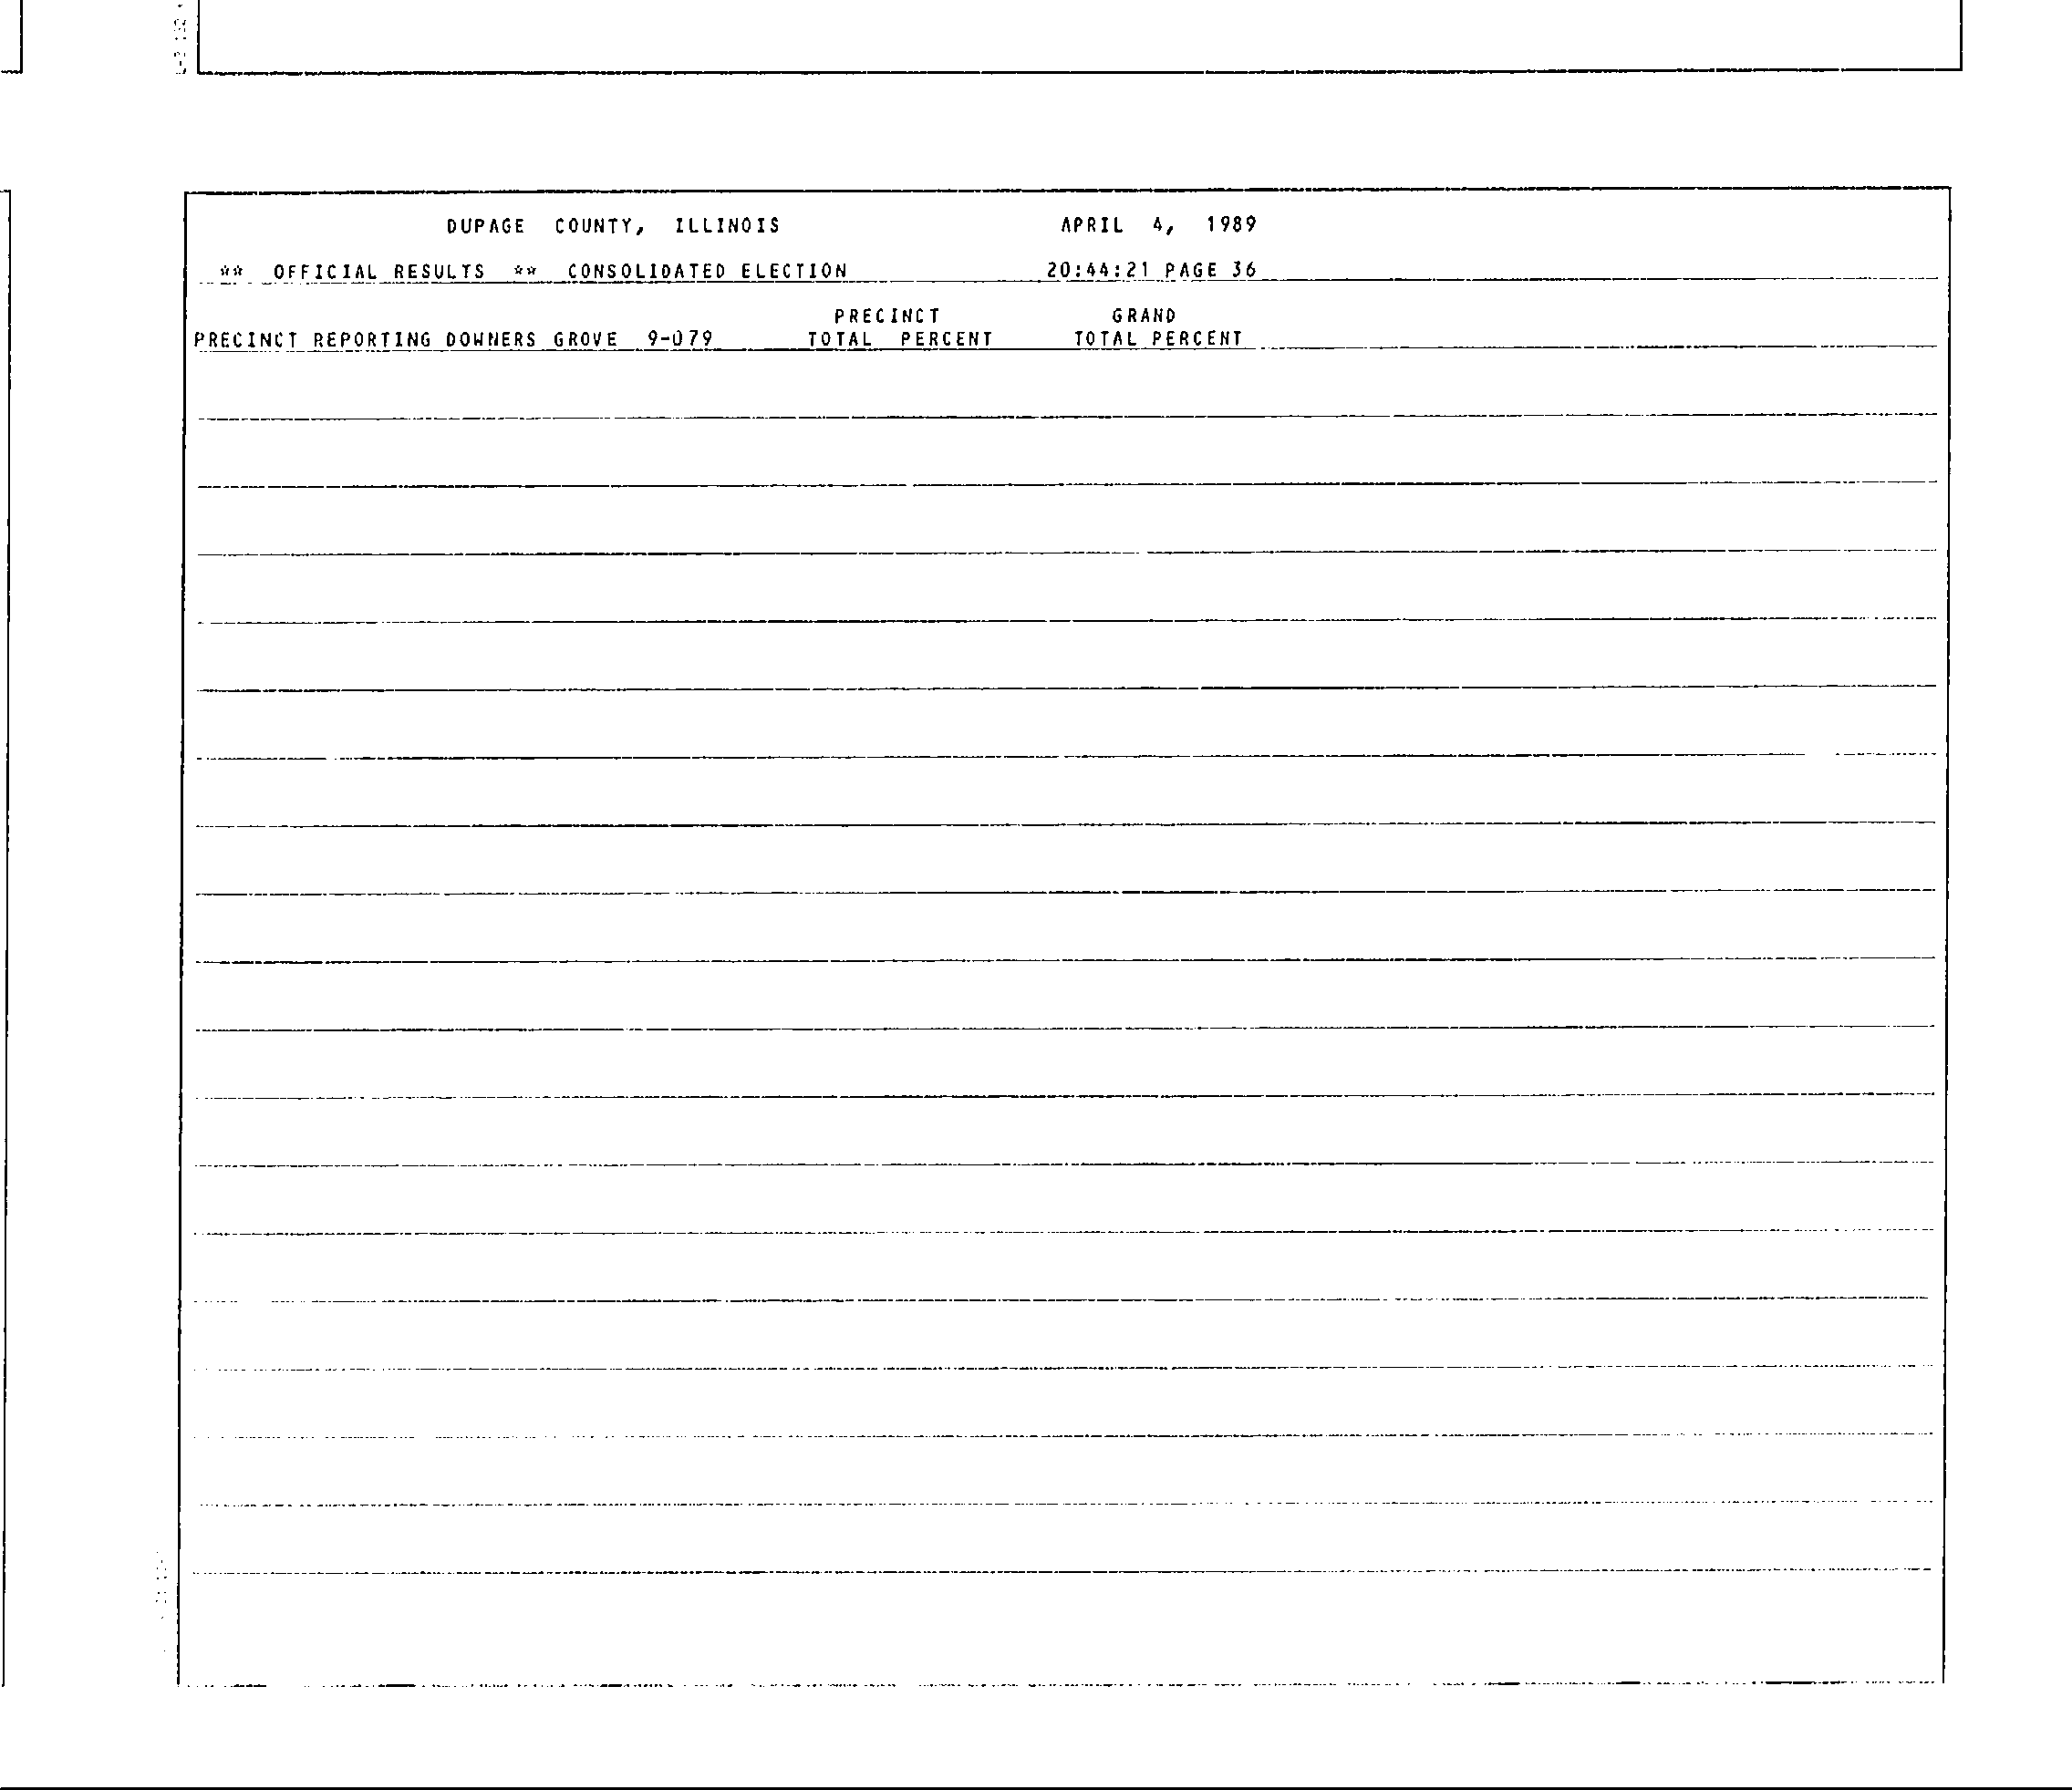 DUPAGE COUNTY, ILLINOIS APRIL 4, 1989
** OFFICIAL RESULTS ** CONSOLIDATED ELECTION 20:44:21 PAGE 36
PRECINCT GRAND
PRECINCT REPORTING DOWNERS GROVE 9-079 TOTAL PERCENT TOTAL PERCENT